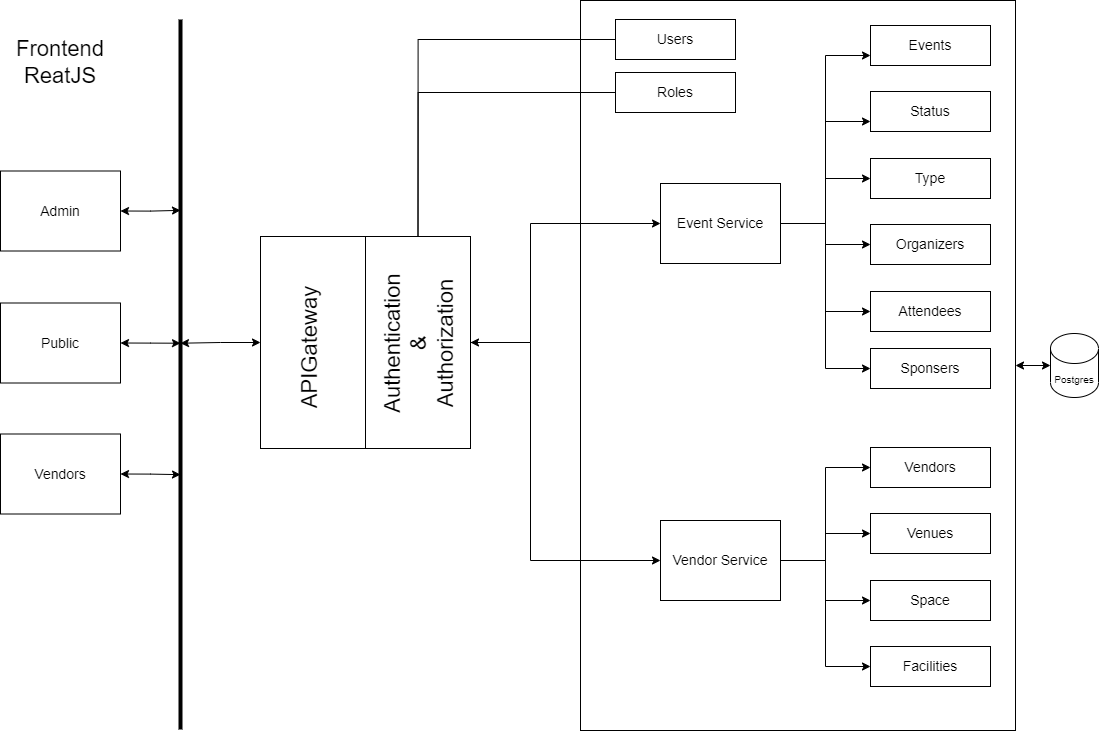 Frontend
ReatJS
Admin
Public
Vendors
APIGateway
Authentication
&
Authorization
Users
Roles
Event Service
Events
Status
Type
Organizers
Attendees
Sponsers
Vendor Service
Vendors
Venues
Space
Facilities
Postgres